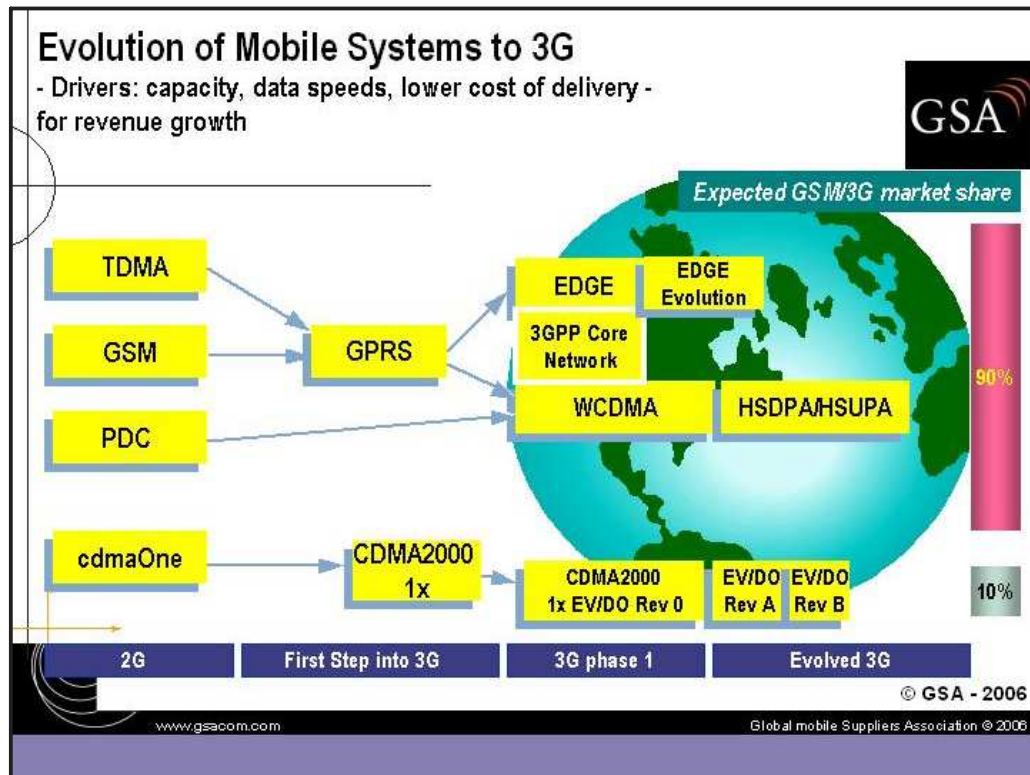 Evolution of Mobile Systems to 3G
- Drivers: capacity, data speeds, lower cost of delivery -
for revenue growth
GSA
Expected GSM/3G market share
TDMA
GSM
PDC
cdmaOne
GPRS
CDMA2000
1x
EDGE
EDGE
Evolution
3GPP Core
Network
WCDMA
HSDPA/HSUPA
CDMA2000
1x EV/DO Rev 0
EV/DO
Rev A
EV/DO
Rev B
90%
10%
2G
First Step into 3G
3G phase 1
Evolved 3G
© GSA - 2006
www.gsacom.com
Global mobile Suppliers Association © 2006